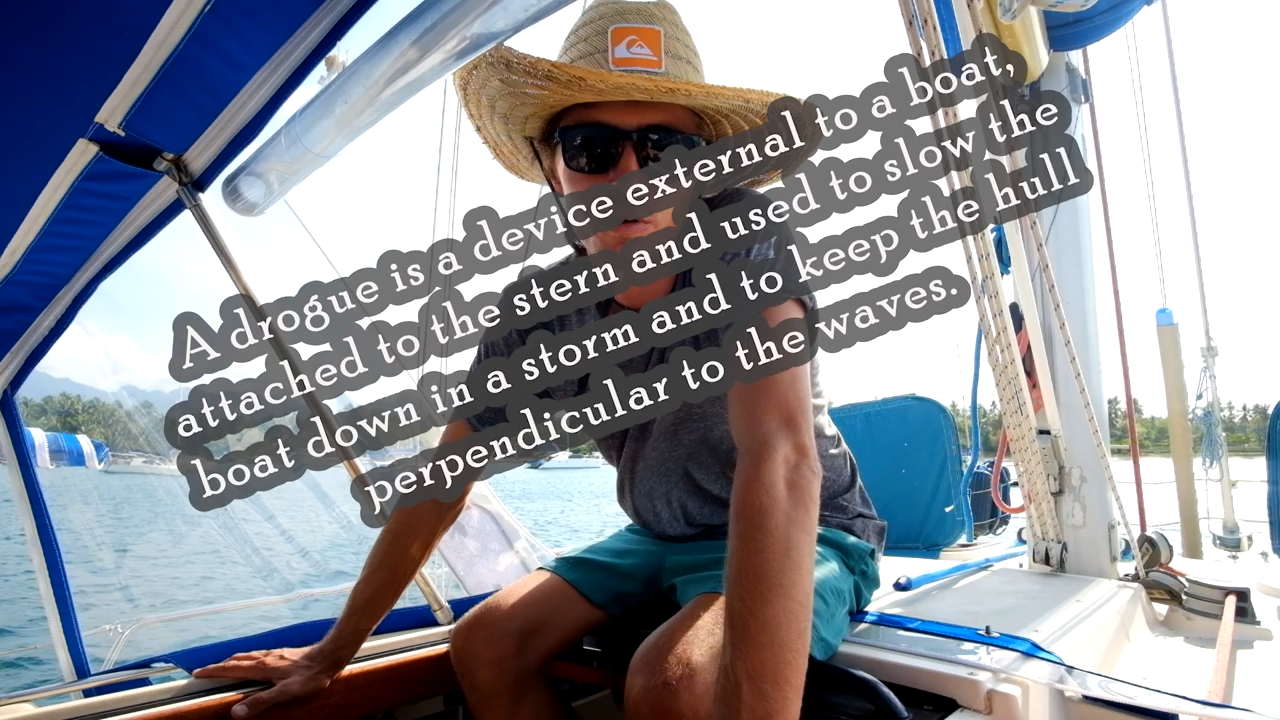 A drogue is a device external to a boat,
attached to the stern and used to slow the
boat down in a storm and to keep the hull
perpendicular to the waves.